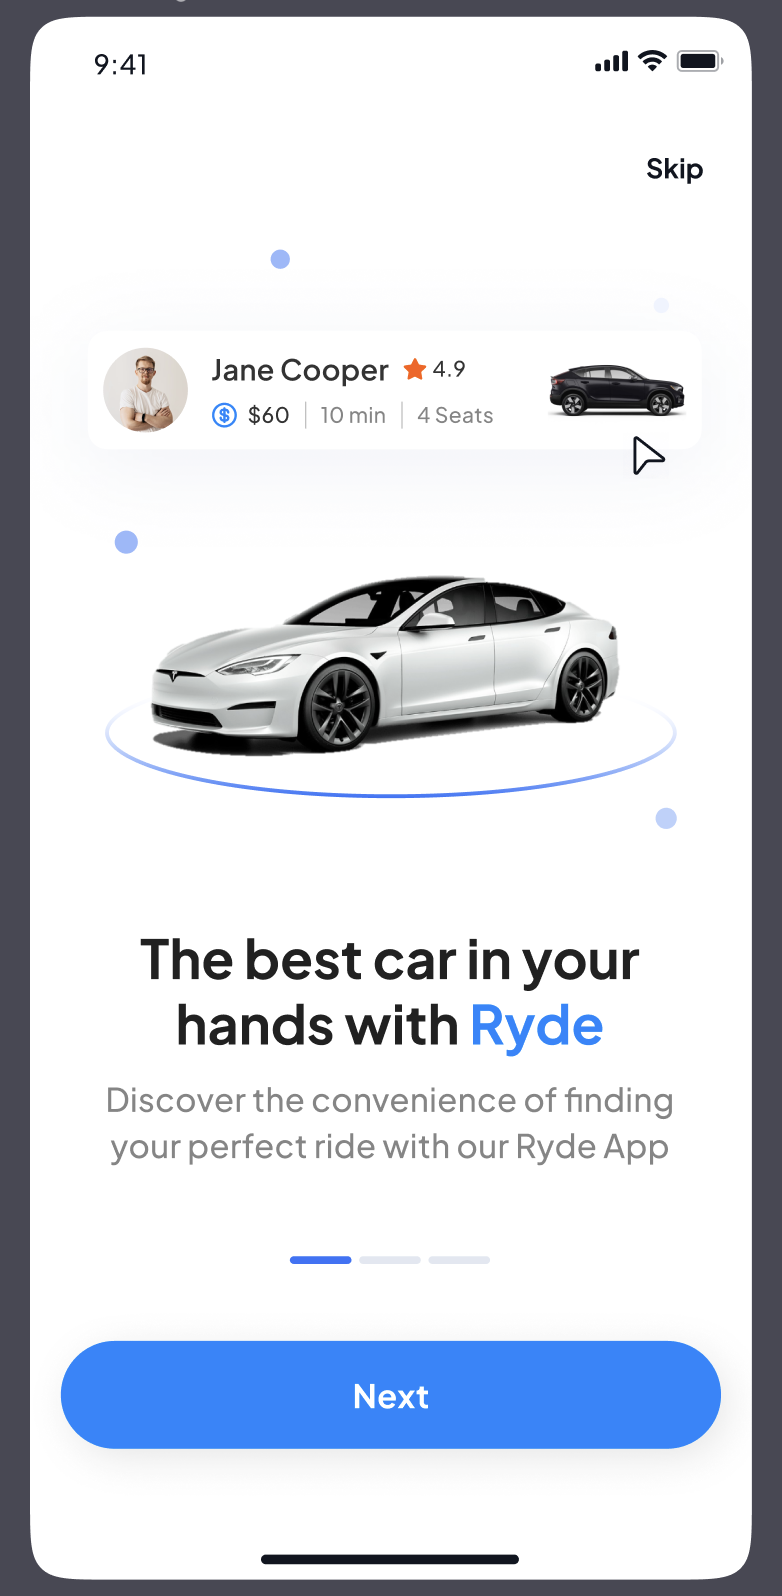 9:41
Skip
Jane Cooper 4.9
$ $60 10 min 4 Seats
The best car in your
hands with Ryde
Discover the convenience of finding
your perfect ride with our Ryde App
Next